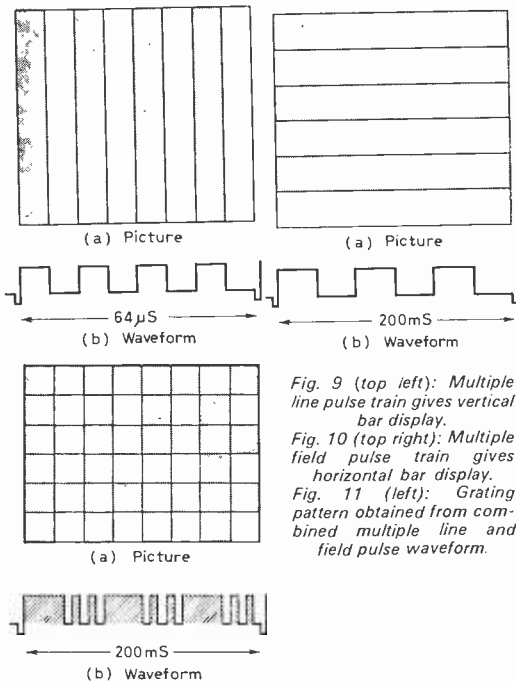 (a) Picture
(a) Picture
64µS
(b) Waveform
200mS
(b) Waveform
Fig. 9 (top left): Multiple
line pulse train gives vertical
bar display.
Fig. 10 (top right): Multiple
field pulse train gives
horizontal bar display.
Fig. 11 (left): Grating
pattern obtained from com-
bined multiple line and
field pulse waveform.
(a) Picture
200mS
(b) Waveform